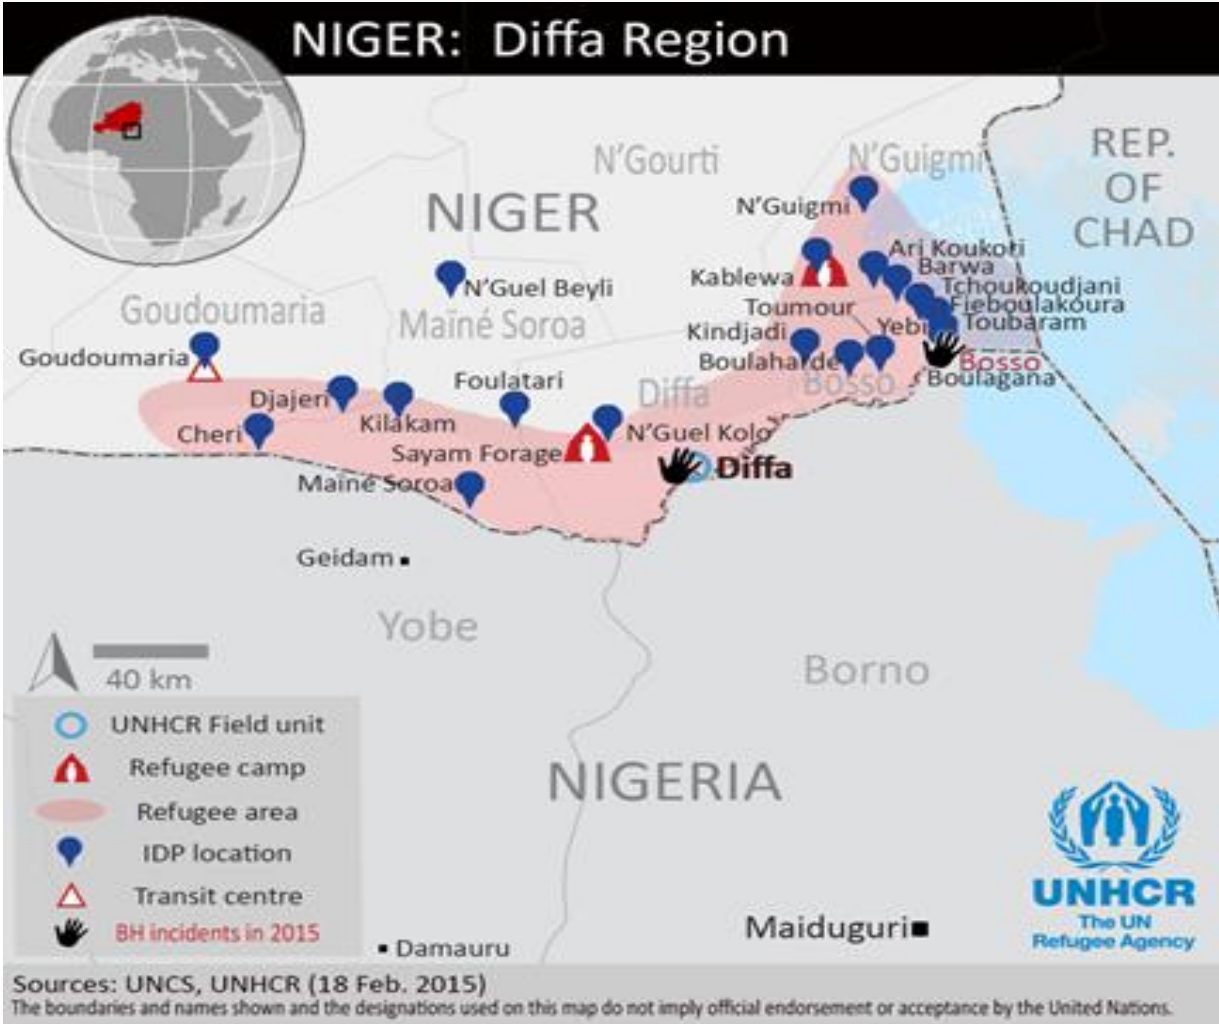 NIGER: Diffa Region
REP.
OF
CHAD
N'Gourti
N'Guigmi
NIGER
N'Guigmi
Ari Koukoti
Barwa
Kablewa
N'Guel Beyli
Tchoukoudjani
Toumour
Fieboulakoura
Goudoumaria
Maïné Soroa
Kindjadi
Yebi
Toubaram
Goudoumaria
Boulaharde
Bosso
Foulatari
Diffa
Bosso
Boulagana
Djajeri
Kilakam
Cheri
N'Guel Kolo
Sayam Forage
Diffa
Maïné Soroa
Geidam
Yobe
Borno
40 km
UNHCR Field unit
Refugee camp
NIGERIA
Refugee area
IDP location
Transit centre
BH incidents in 2015
UNHCR
The UN
Refugee Agency
Maiduguri
Damauru
Sources: UNCS, UNHCR (18 Feb. 2015)
The boundaries and names shown and the designations used on this map do not imply official endorsement or acceptance by the United Nations.